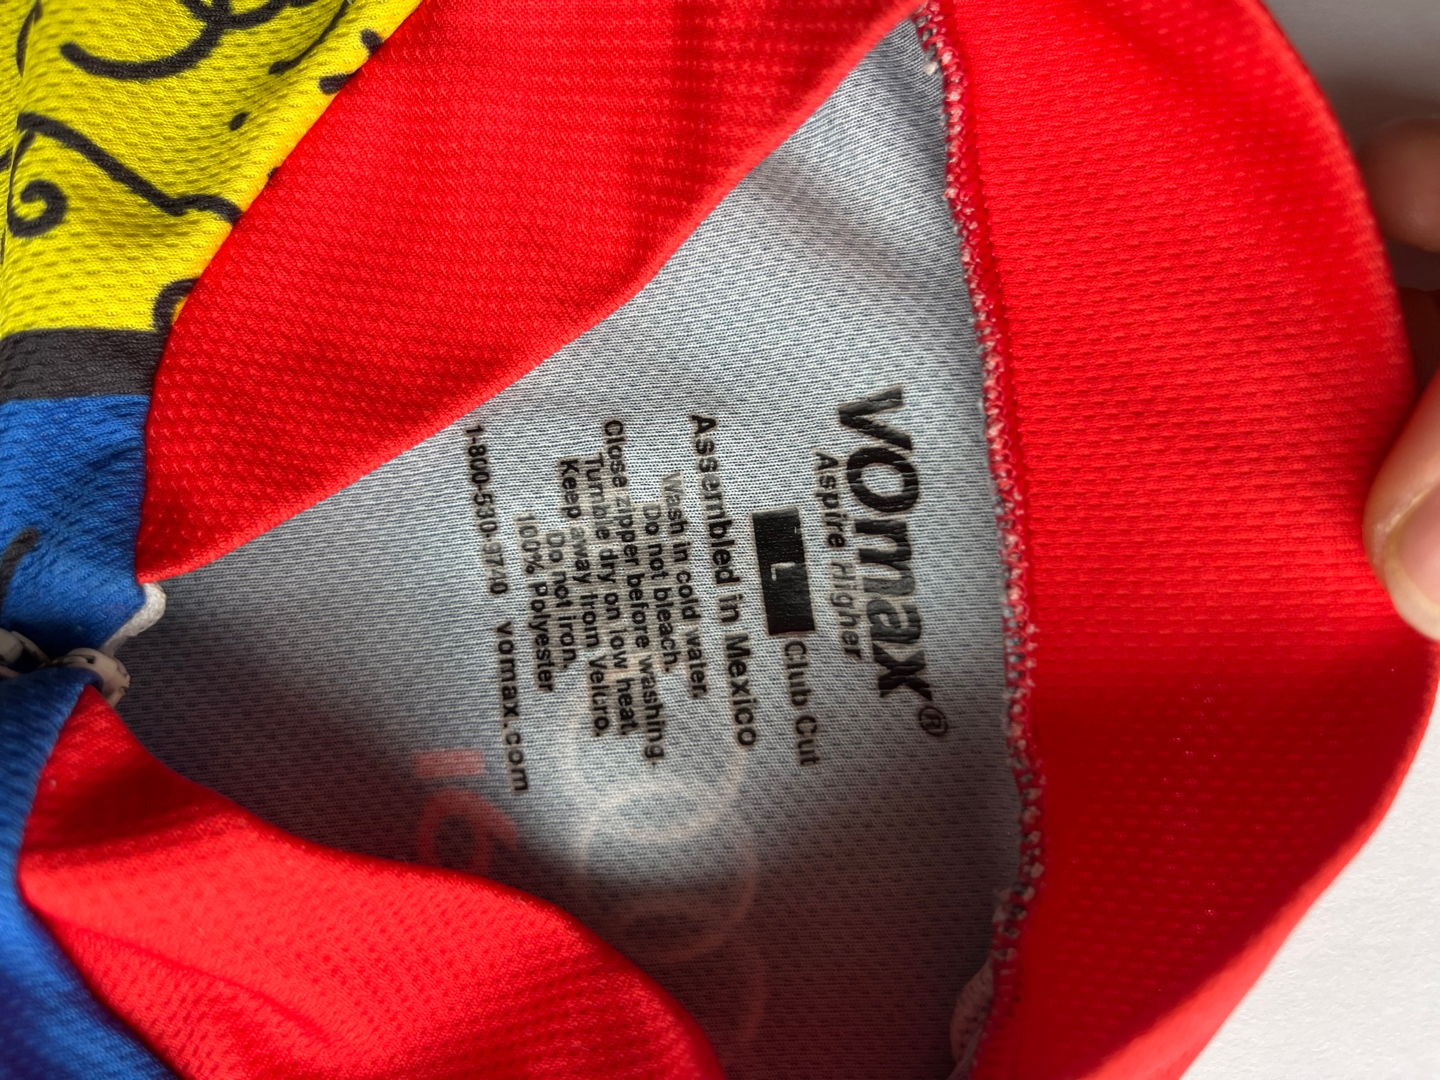 vomax®
Aspire Higher
L Club Cut
Assembled in Mexico
Wash in cold water.
Do not bleach.
Close zipper before washing.
Tumble dry on low heat.
Keep away from Velcro.
Do not iron.
100% Polyester
1-800-530-9740 vomax.com